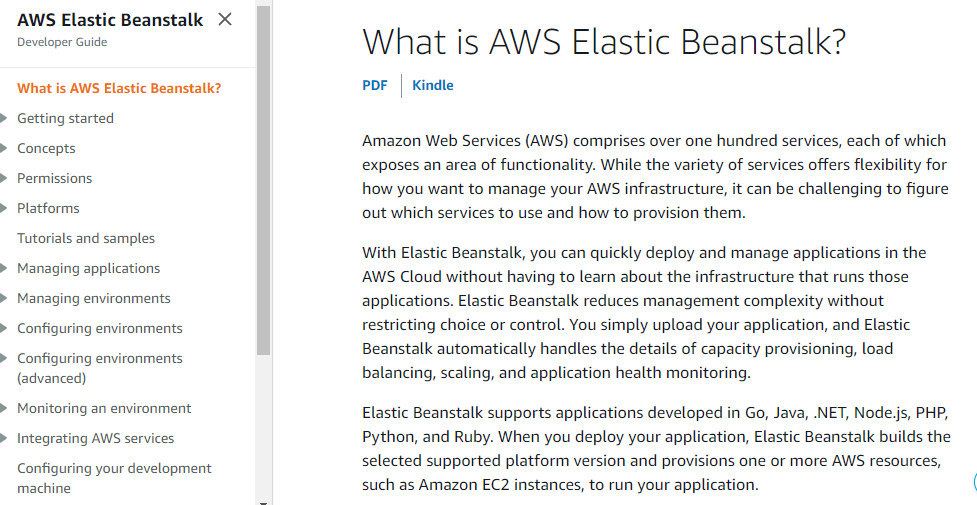 AWS Elastic Beanstalk
Developer Guide
What is AWS Elastic Beanstalk?
Getting started
Concepts
Permissions
Platforms
Tutorials and samples
Managing applications
Managing environments
Configuring environments
Configuring environments
(advanced)
Monitoring an environment
Integrating AWS services
Configuring your development
machine
What is AWS Elastic Beanstalk?
PDF | Kindle
Amazon Web Services (AWS) comprises over one hundred services, each of which
exposes an area of functionality. While the variety of services offers flexibility for
how you want to manage your AWS infrastructure, it can be challenging to figure
out which services to use and how to provision them.
With Elastic Beanstalk, you can quickly deploy and manage applications in the
AWS Cloud without having to learn about the infrastructure that runs those
applications. Elastic Beanstalk reduces management complexity without
restricting choice or control. You simply upload your application, and Elastic
Beanstalk automatically handles the details of capacity provisioning, load
balancing, scaling, and application health monitoring.
Elastic Beanstalk supports applications developed in Go, Java, .NET, Node.js, PHP,
Python, and Ruby. When you deploy your application, Elastic Beanstalk builds the
selected supported platform version and provisions one or more AWS resources,
such as Amazon EC2 instances, to run your application.